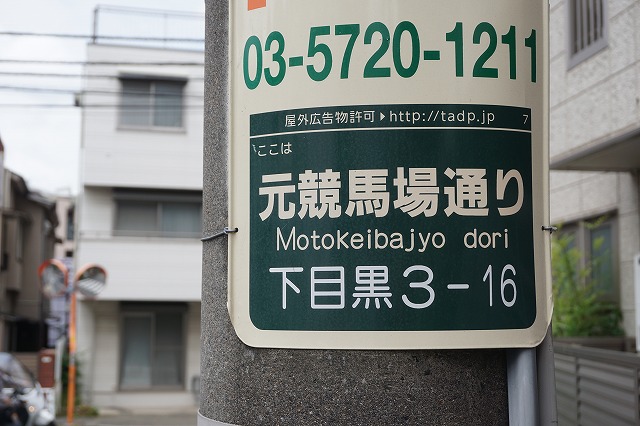 03-5720-1211
屋外広告物許可▶http://tadp.jp 7
ここは
元競馬場通り
Motokeibajyo dori
下目黒3-16